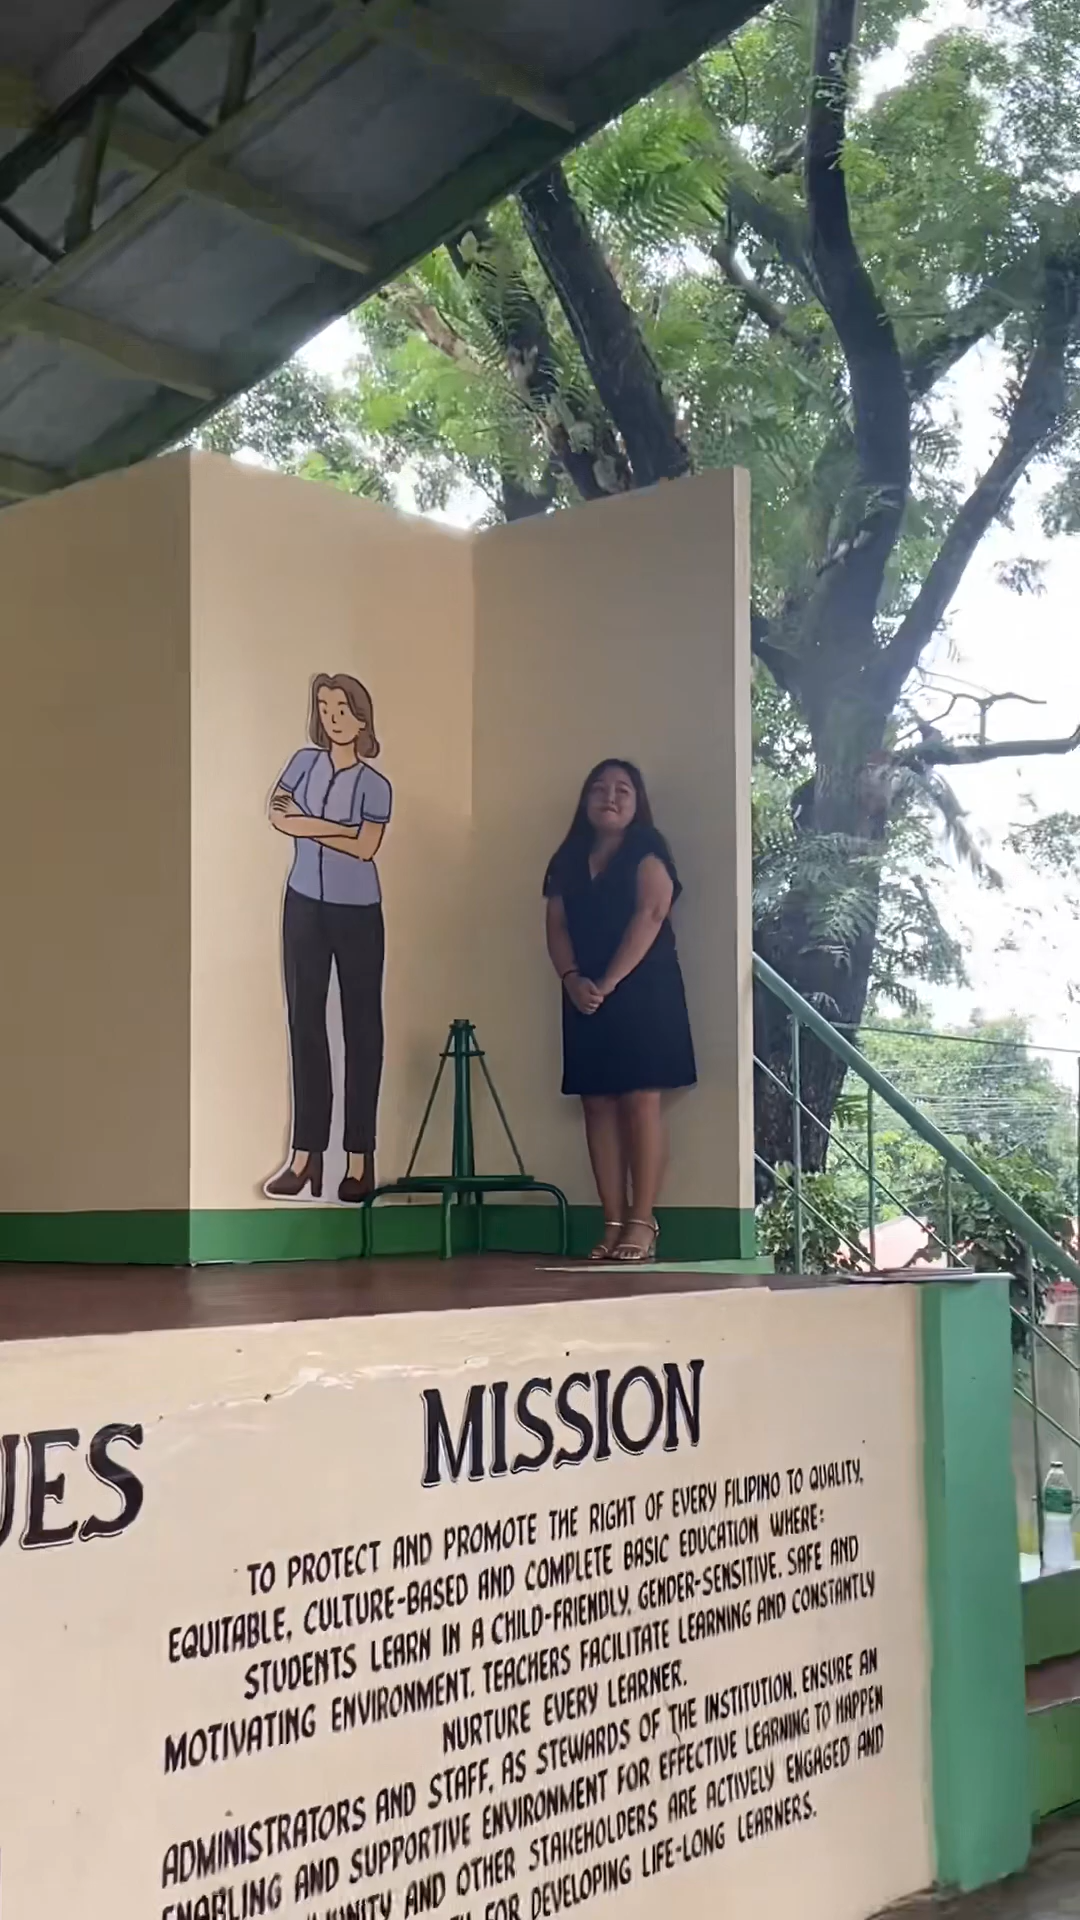 UES
MISSION
TO PROTECT AND PROMOTE THE RIGHT OF EVERY FILIPINO TO QUALITY,
EQUITABLE, CULTURE-BASED AND COMPLETE BASIC EDUCATION WHERE:
STUDENTS LEARN IN A CHILD-FRIENDLY, GENDER-SENSITIVE, SAFE AND
MOTIVATING ENVIRONMENT. TEACHERS FACILITATE LEARNING AND CONSTANTLY
NURTURE EVERY LEARNER.
ADMINISTRATORS AND STAFF, AS STEWARDS OF THE INSTITUTION, ENSURE AN
ENABLING AND SUPPORTIVE ENVIRONMENT FOR EFFECTIVE LEARNING TO HAPPEN
AND OTHER STAKEHOLDERS ARE ACTIVELY ENGAGED AND
FOR DEVELOPING LIFE-LONG LEARNERS.